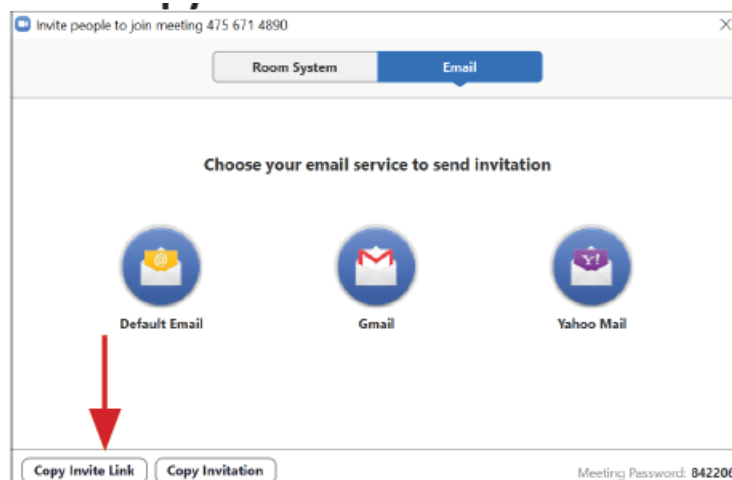 Invite people to join meeting 475 671 4890
Room System Email
Choose your email service to send invitation
Default Email Gmail Yahoo Mail
Copy Invite Link Copy Invitation Meeting Password: 842206